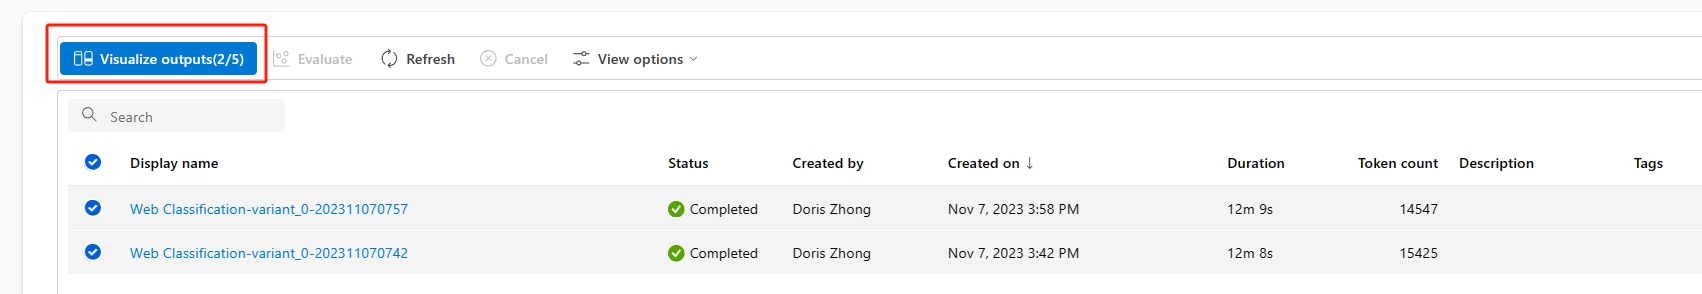 Visualize outputs(2/5) Evaluate Refresh Cancel View options
Search
Display name Status Created by Created on ↓ Duration Token count Description Tags
Web Classification-variant_0-202311070757 Completed Doris Zhong Nov 7, 2023 3:58 PM 12m 9s 14547
Web Classification-variant_0-202311070742 Completed Doris Zhong Nov 7, 2023 3:42 PM 12m 8s 15425